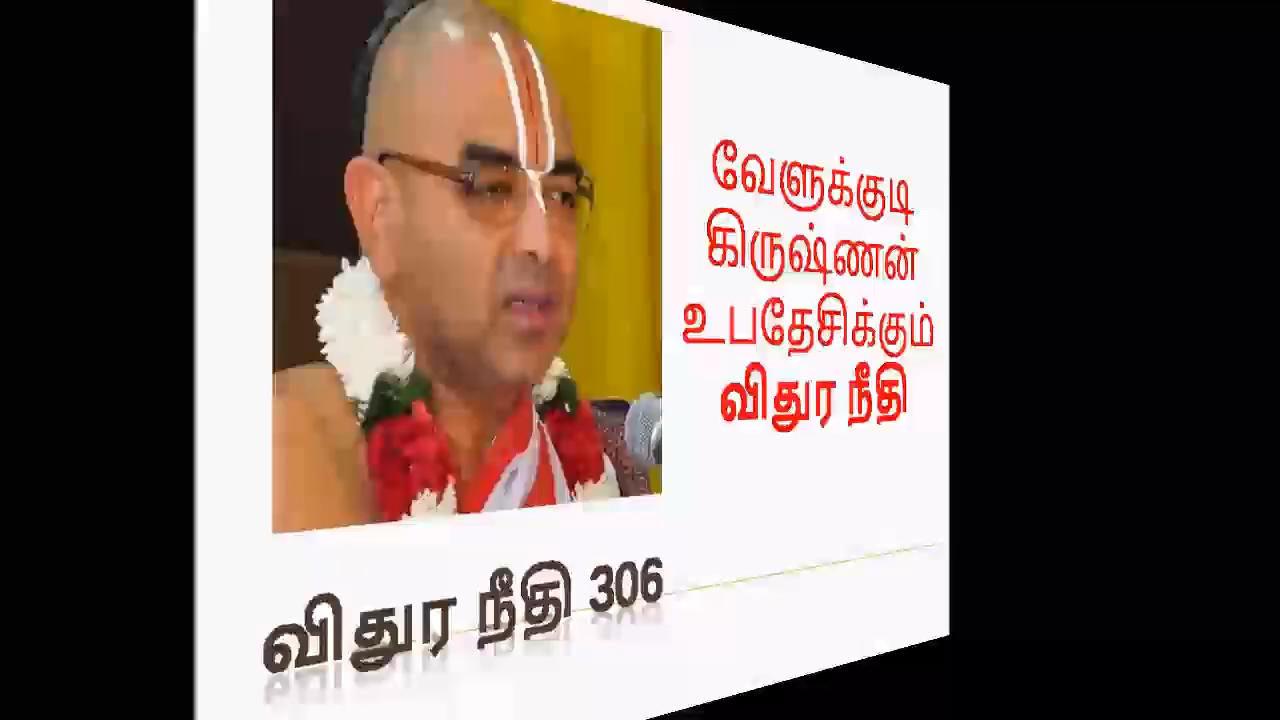 வேளுக்குடி
கிருஷ்ணன்
உபதேசிக்கும்
விதுர நீதி
விதுர நீதி 306